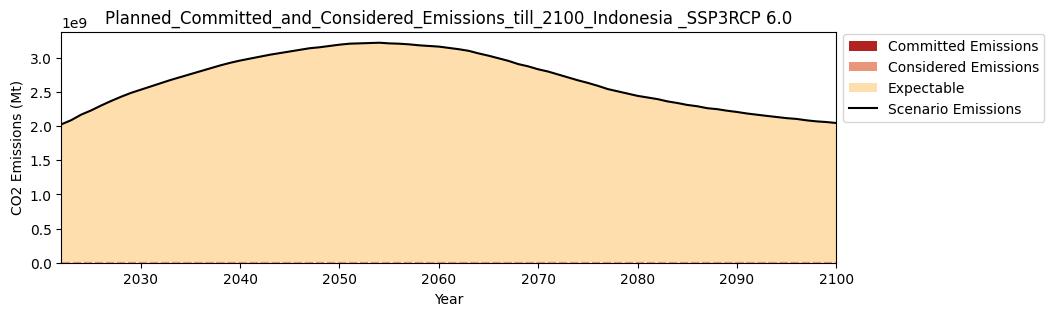 Planned_Committed_and_Considered_Emissions_till_2100_Indonesia _SSP3RCP 6.0
1e9
3.0
2.5
2.0
1.5
1.0
0.5
0.0
CO2 Emissions (Mt)
2030 2040 2050 2060 2070 2080 2090 2100
Year
Committed Emissions
Considered Emissions
Expectable
Scenario Emissions